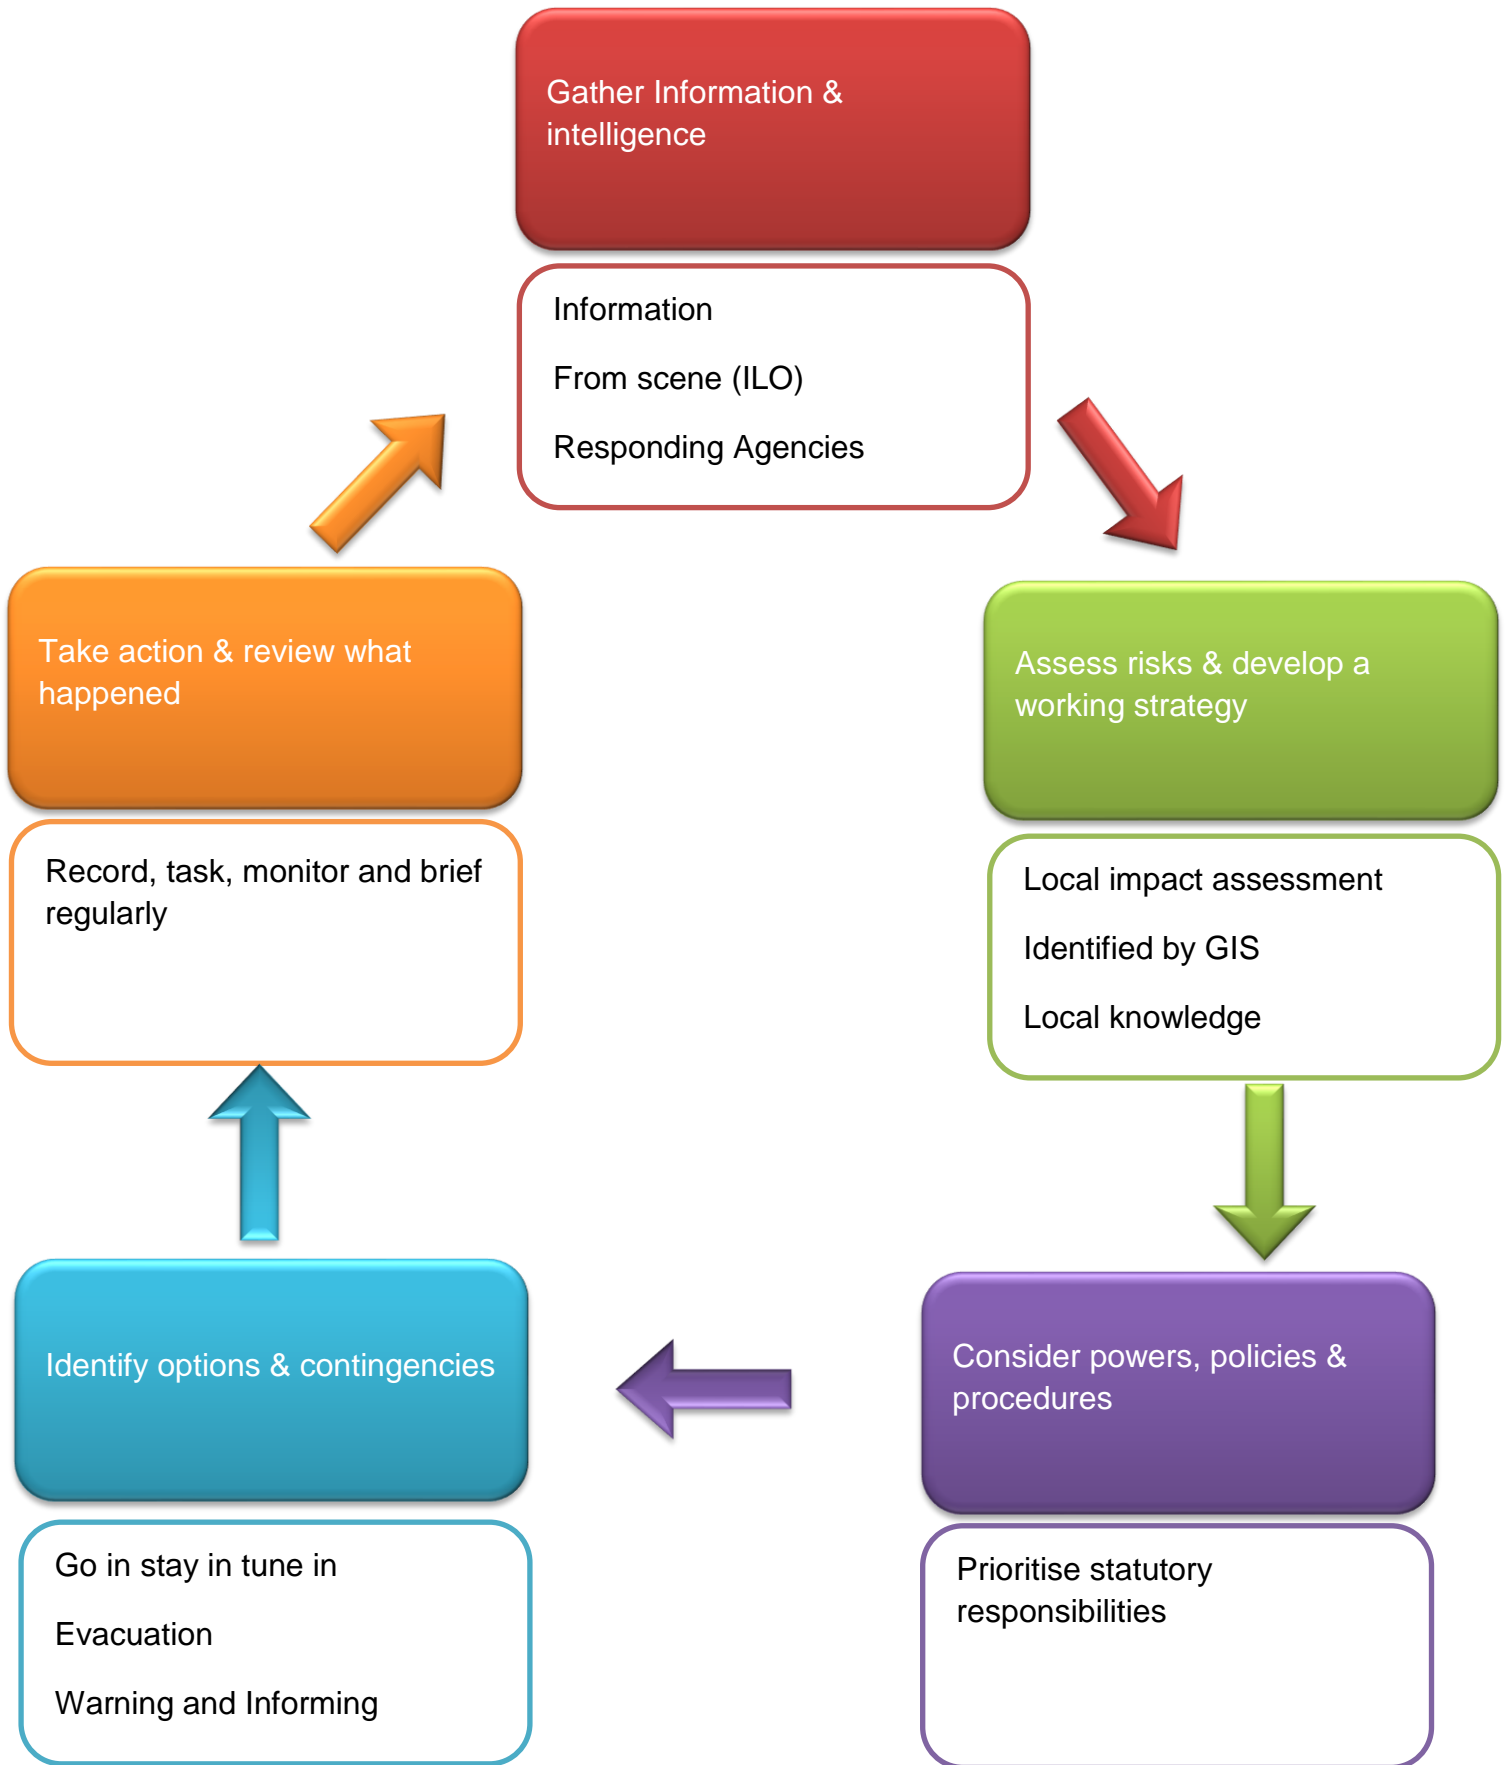 Gather Information &
intelligence
Information
From scene (ILO)
Responding Agencies
Assess risks & develop a
working strategy
Local impact assessment
Identified by GIS
Local knowledge
Consider powers, policies &
procedures
Prioritise statutory
responsibilities
Identify options & contingencies
Go in stay in tune in
Evacuation
Warning and Informing
Take action & review what
happened
Record, task, monitor and brief
regularly